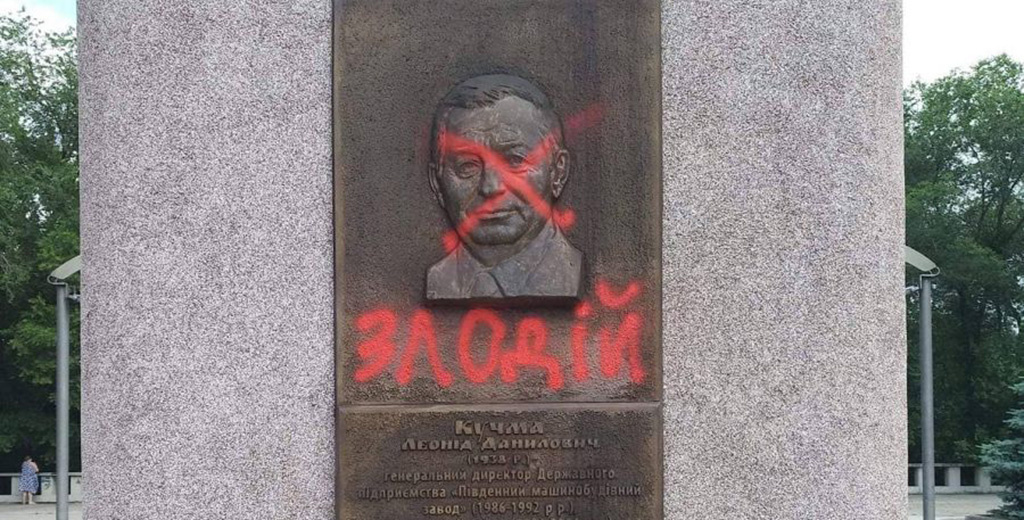 злодій
Кучма
Леонід Данилович
(1938 р.)
генеральний директор Державного
підприємства «Південний машинобудівний
завод» (1986-1992 р.р.)